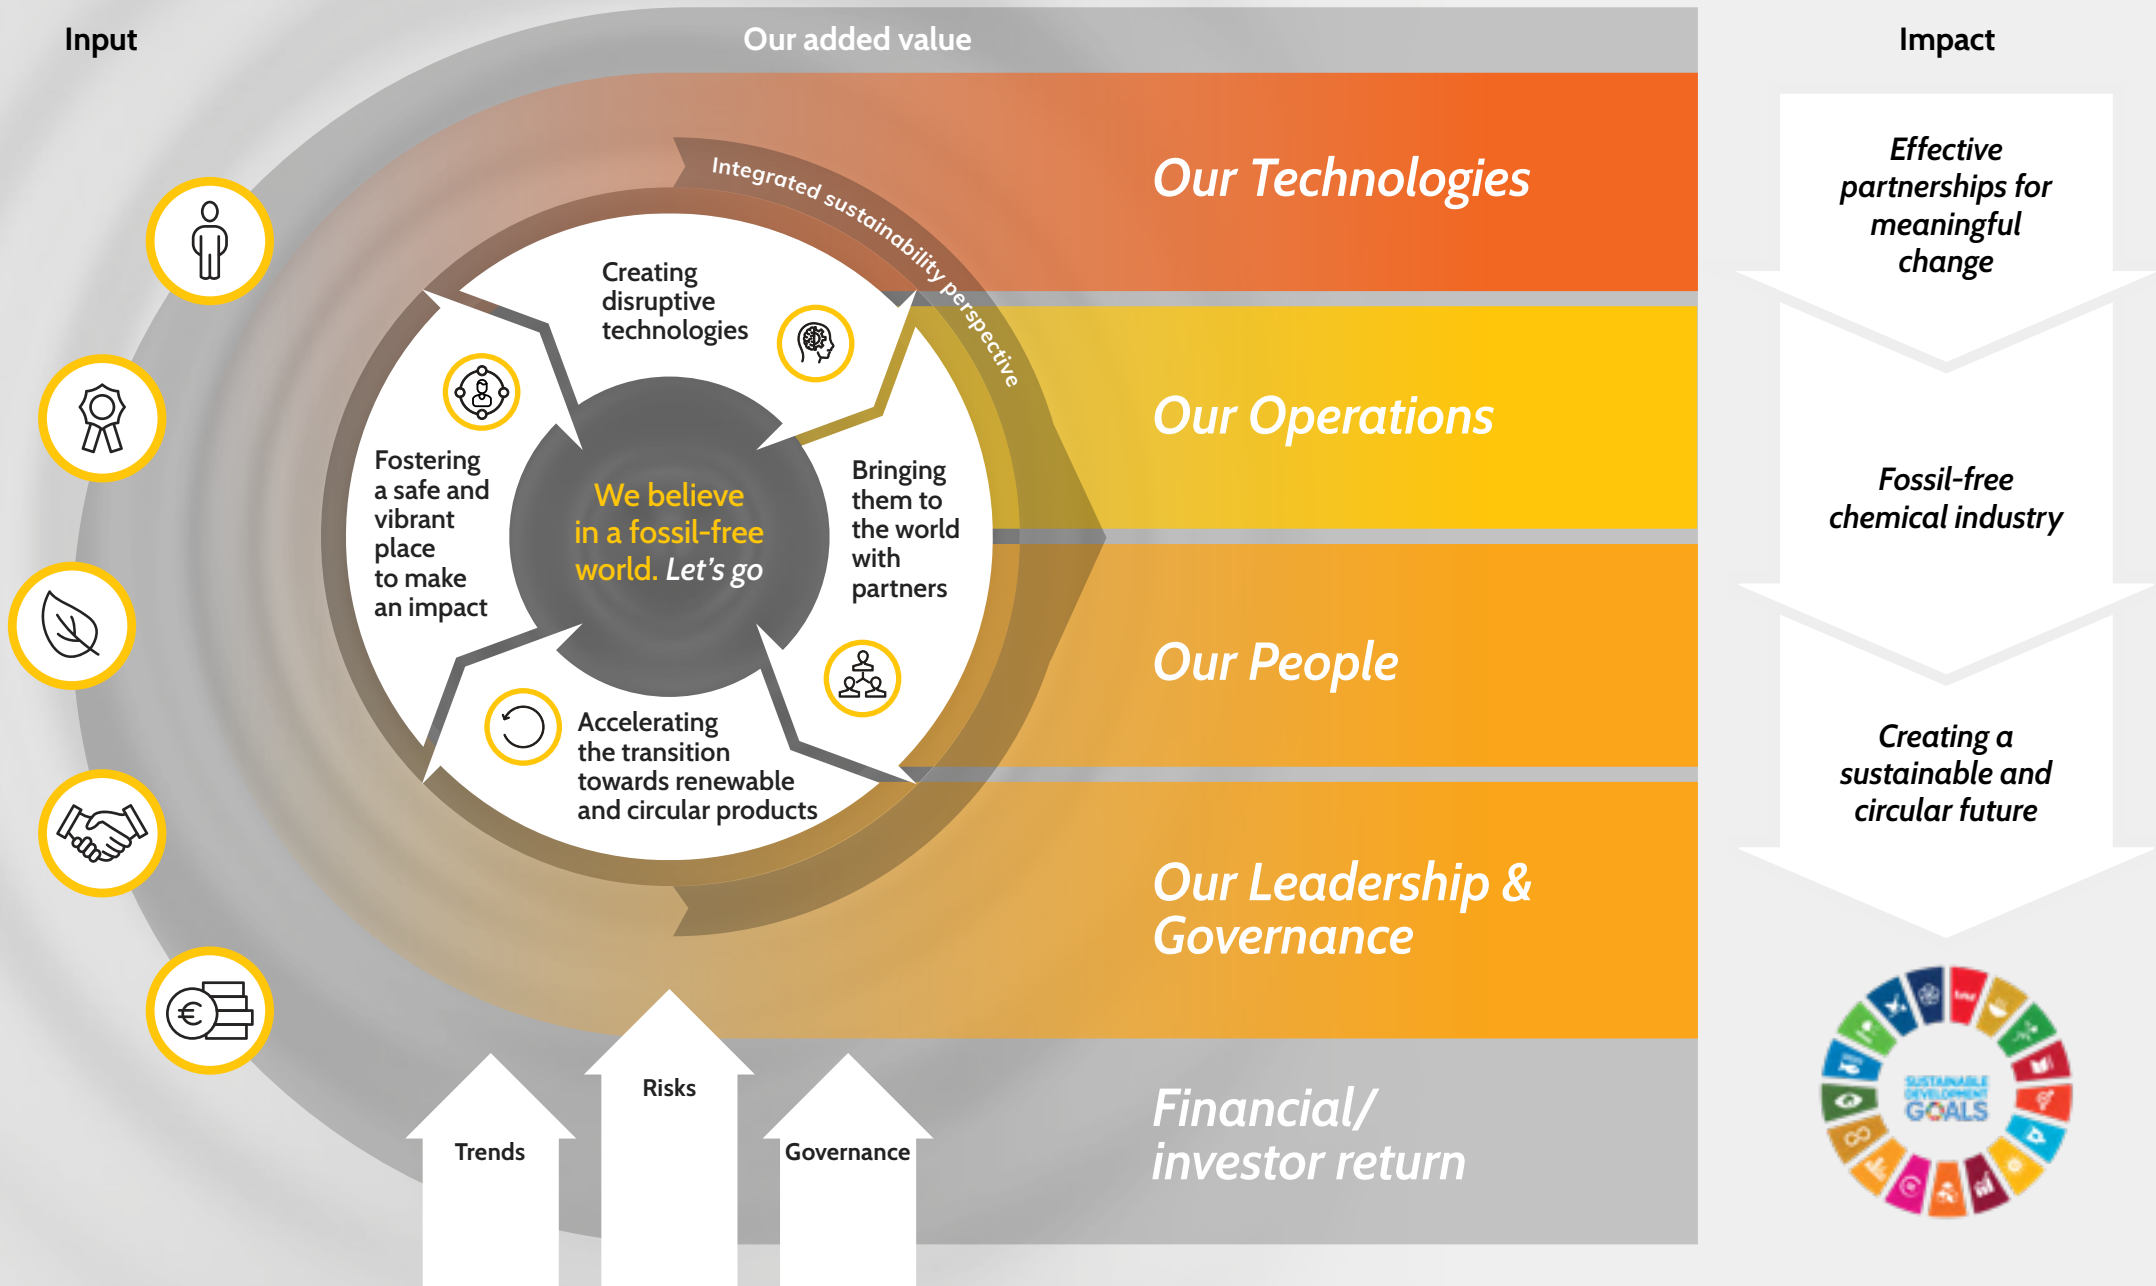 Input
Our added value
Impact
Integrated sustainability perspective
Creating
disruptive
technologies
Fostering
a safe and
vibrant
place
to make
an impact
We believe
in a fossil-free
world. Let's go
Bringing
them to
the world
with
partners
Accelerating
the transition
towards renewable
and circular products
Our Technologies
Our Operations
Our People
Our Leadership &
Governance
Financial/
investor return
Trends
Risks
Governance
Effective
partnerships for
meaningful
change
Fossil-free
chemical industry
Creating a
sustainable and
circular future
SUSTAINABLE
DEVELOPMENT
GOALS
€